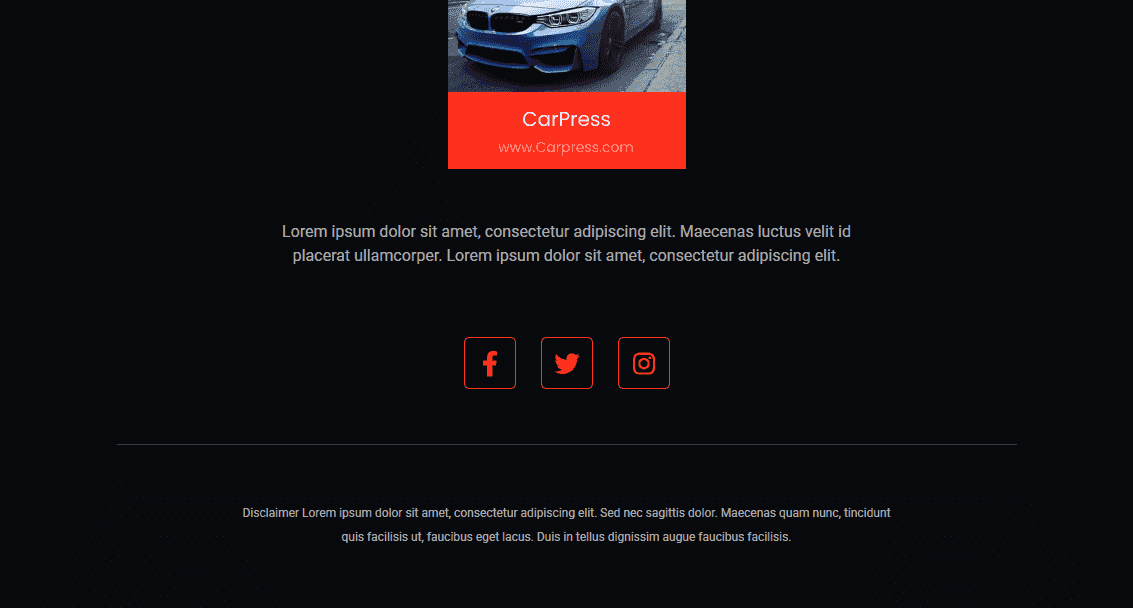 CarPress
www.Carpress.com
Lorem ipsum dolor sit amet, consectetur adipiscing elit. Maecenas luctus velit id
placerat ullamcorper. Lorem ipsum dolor sit amet, consectetur adipiscing elit.
Disclaimer Lorem ipsum dolor sit amet, consectetur adipiscing elit. Sed nec sagittis dolor. Maecenas quam nunc, tincidunt
quis facilisis ut, faucibus eget lacus. Duis in tellus dignissim augue faucibus facilisis.